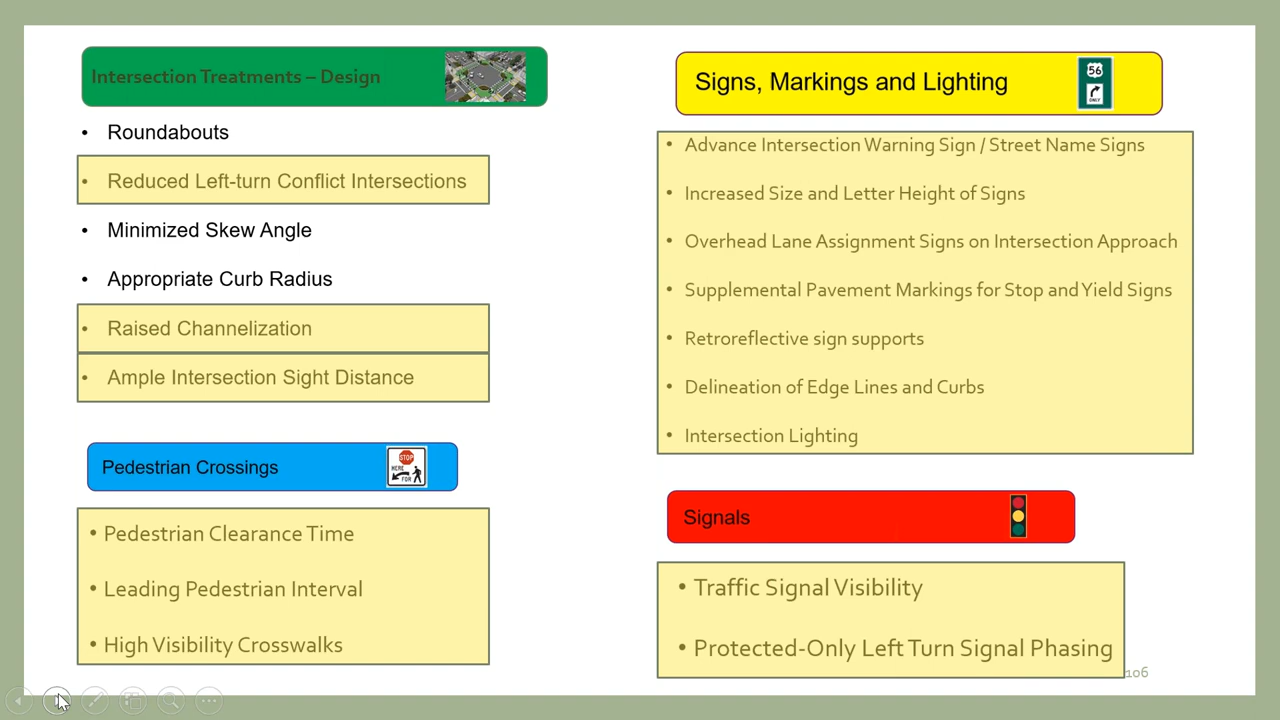 Intersection Treatments – Design
• Roundabouts
• Reduced Left-turn Conflict Intersections
• Minimized Skew Angle
• Appropriate Curb Radius
• Raised Channelization
• Ample Intersection Sight Distance
Pedestrian Crossings
STOP
HERE
FOR
• Pedestrian Clearance Time
• Leading Pedestrian Interval
• High Visibility Crosswalks
Signs, Markings and Lighting
56
ONLY
• Advance Intersection Warning Sign / Street Name Signs
• Increased Size and Letter Height of Signs
• Overhead Lane Assignment Signs on Intersection Approach
• Supplemental Pavement Markings for Stop and Yield Signs
• Retroreflective sign supports
• Delineation of Edge Lines and Curbs
• Intersection Lighting
Signals
• Traffic Signal Visibility
• Protected-Only Left Turn Signal Phasing
106